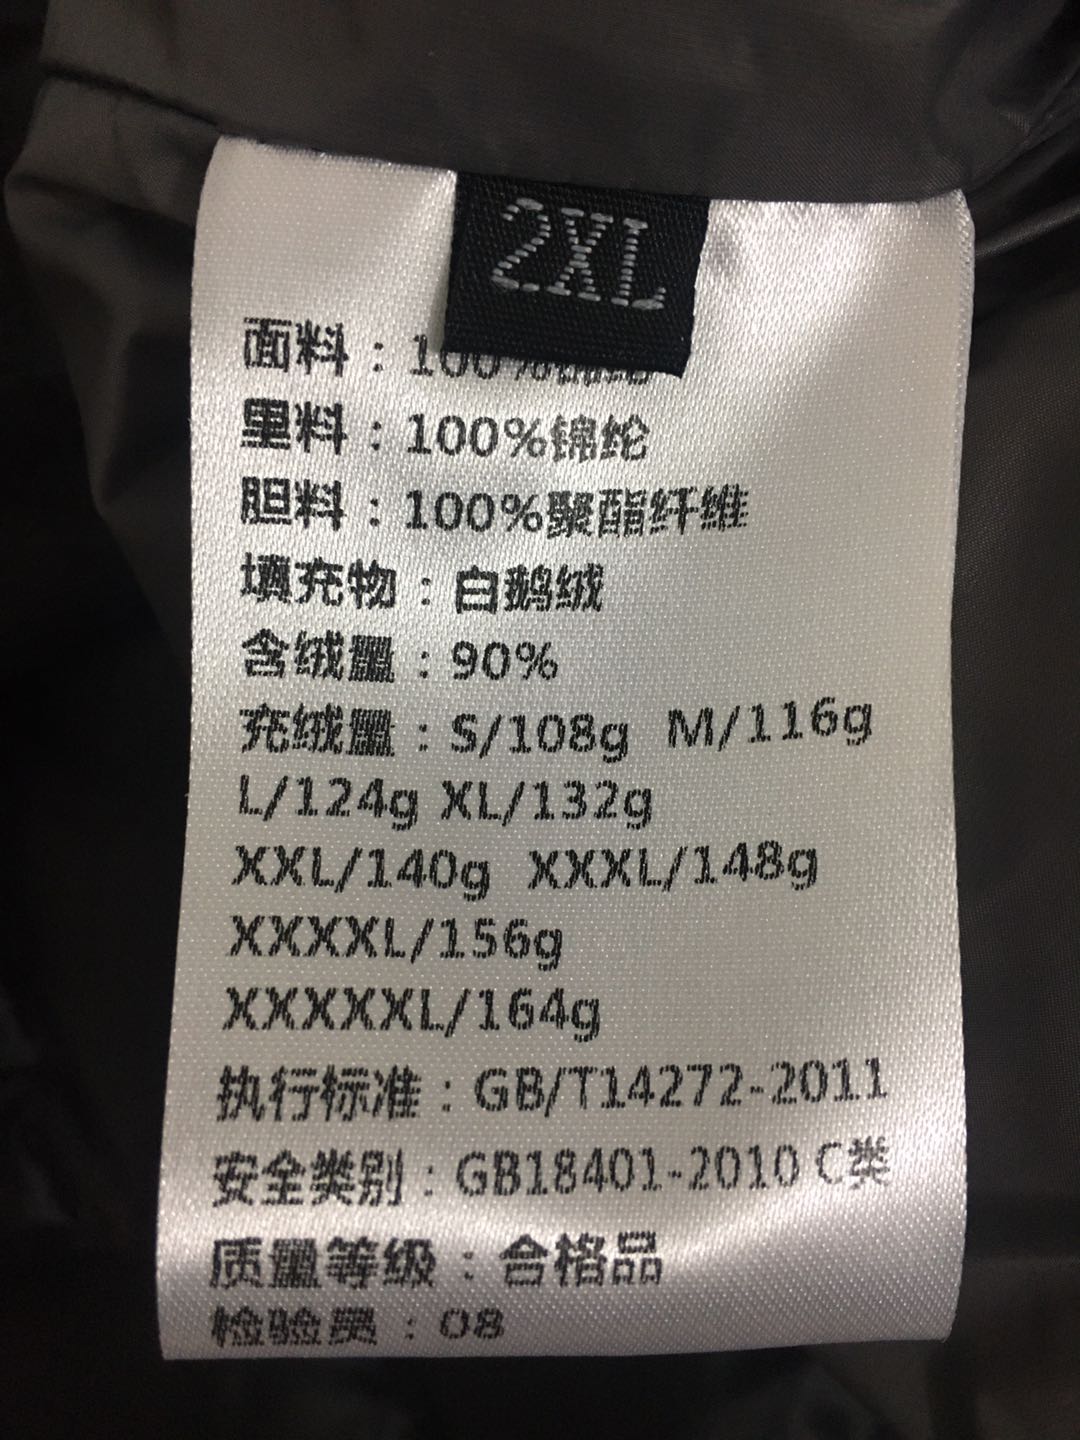 2XL
面料：100%锦纶
里料：100%锦纶
胆料：100%聚酯纤维
填充物：白鹅绒
含绒量：90%
充绒量：S/108g M/116g
L/124g XL/132g
XXL/140g XXXL/148g
XXXXL/156g
XXXXXL/164g
执行标准：GB/T14272-2011
安全类别：GB18401-2010 C类
质量等级：合格品
检验员：08